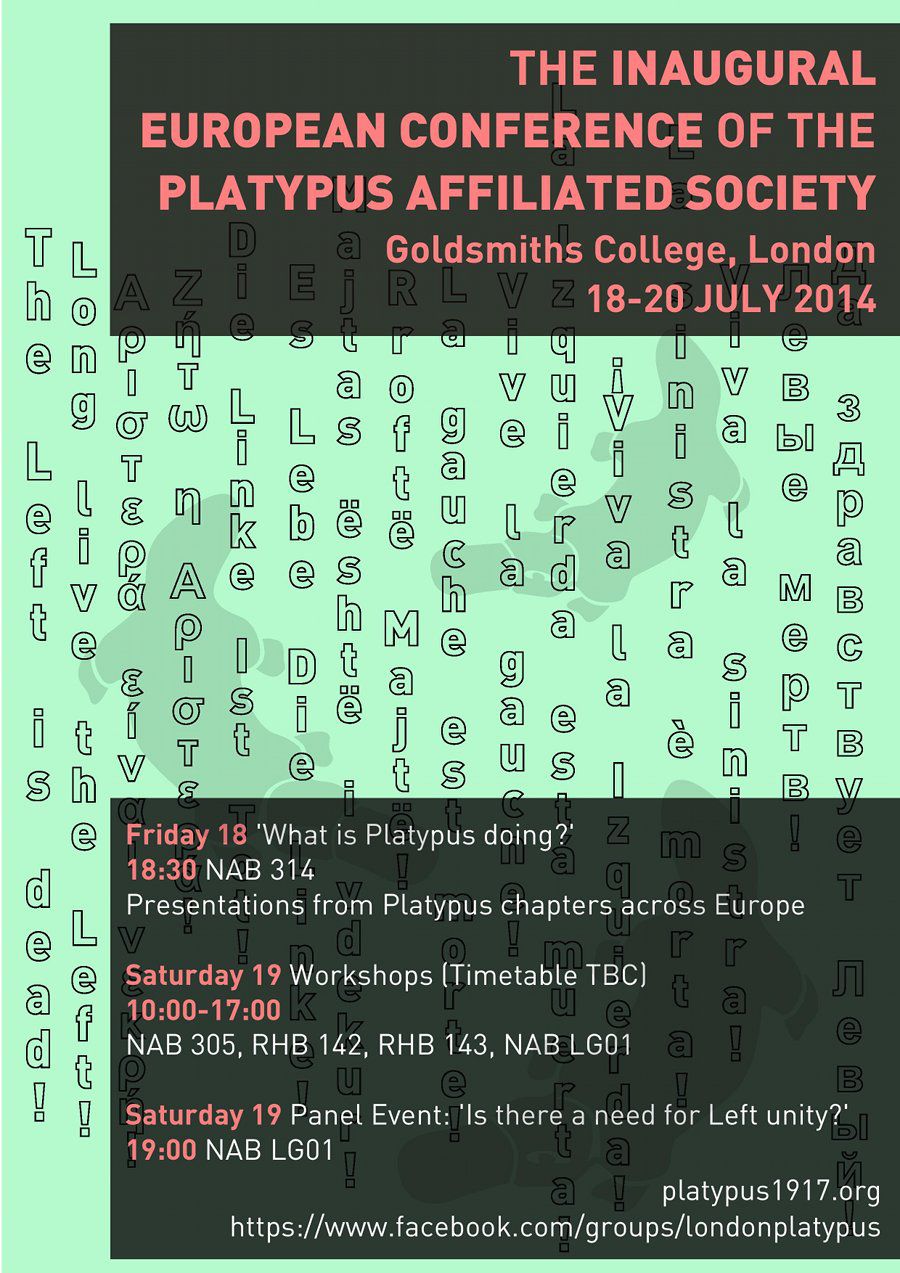 THE INAUGURAL
EUROPEAN CONFERENCE OF THE
PLATYPUS AFFILIATED SOCIETY
Goldsmiths College, London
18-20 JULY 2014
The Left is dead!
Long live the Left!
Αριστερά είναι νεκρή!
Ζήτω η Αριστερά!
Die Linke Ist Tot!
Es Lebe Die Linke!
Majtas është i vdekur!
Rroftë Majtë!
La gauche est morte!
Vive la gauche!
La Izquierda esta muerta!
¡Viva la Izquierda!
La sinistra è morta!
Viva la sinistra!
Левые мертв!
Да здравствует Левый!
Friday 18 'What is Platypus doing?'
18:30 NAB 314
Presentations from Platypus chapters across Europe
Saturday 19 Workshops (Timetable TBC)
10:00-17:00
NAB 305, RHB 142, RHB 143, NAB LG01
Saturday 19 Panel Event: 'Is there a need for Left unity?'
19:00 NAB LG01
platypus1917.org
https://www.facebook.com/groups/londonplatypus